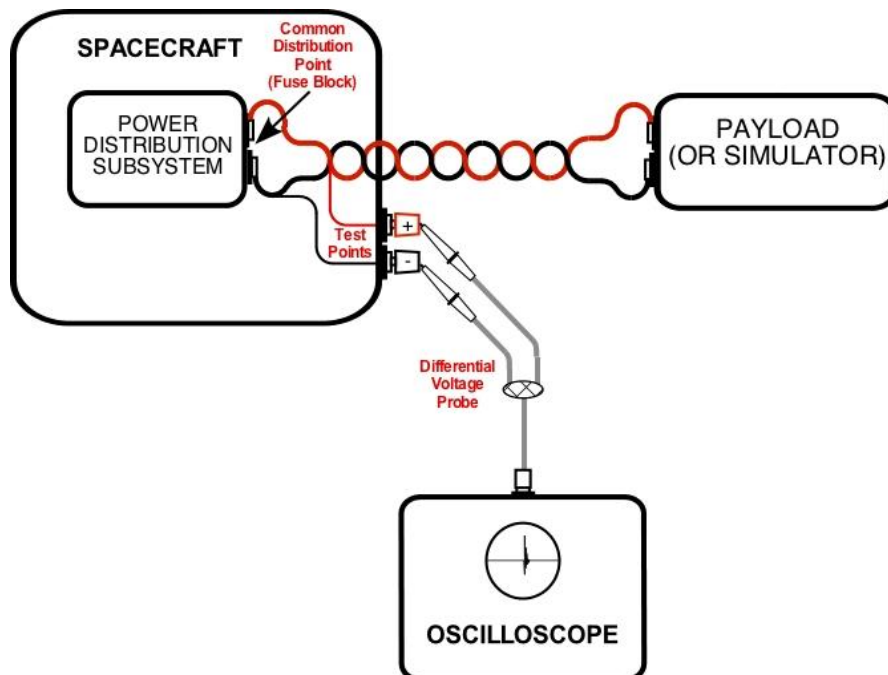 SPACECRAFT
Common
Distribution
Point
(Fuse Block)
POWER
DISTRIBUTION
SUBSYSTEM
PAYLOAD
(OR SIMULATOR)
Test
Points
+
-
Differential
Voltage
Probe
OSCILLOSCOPE